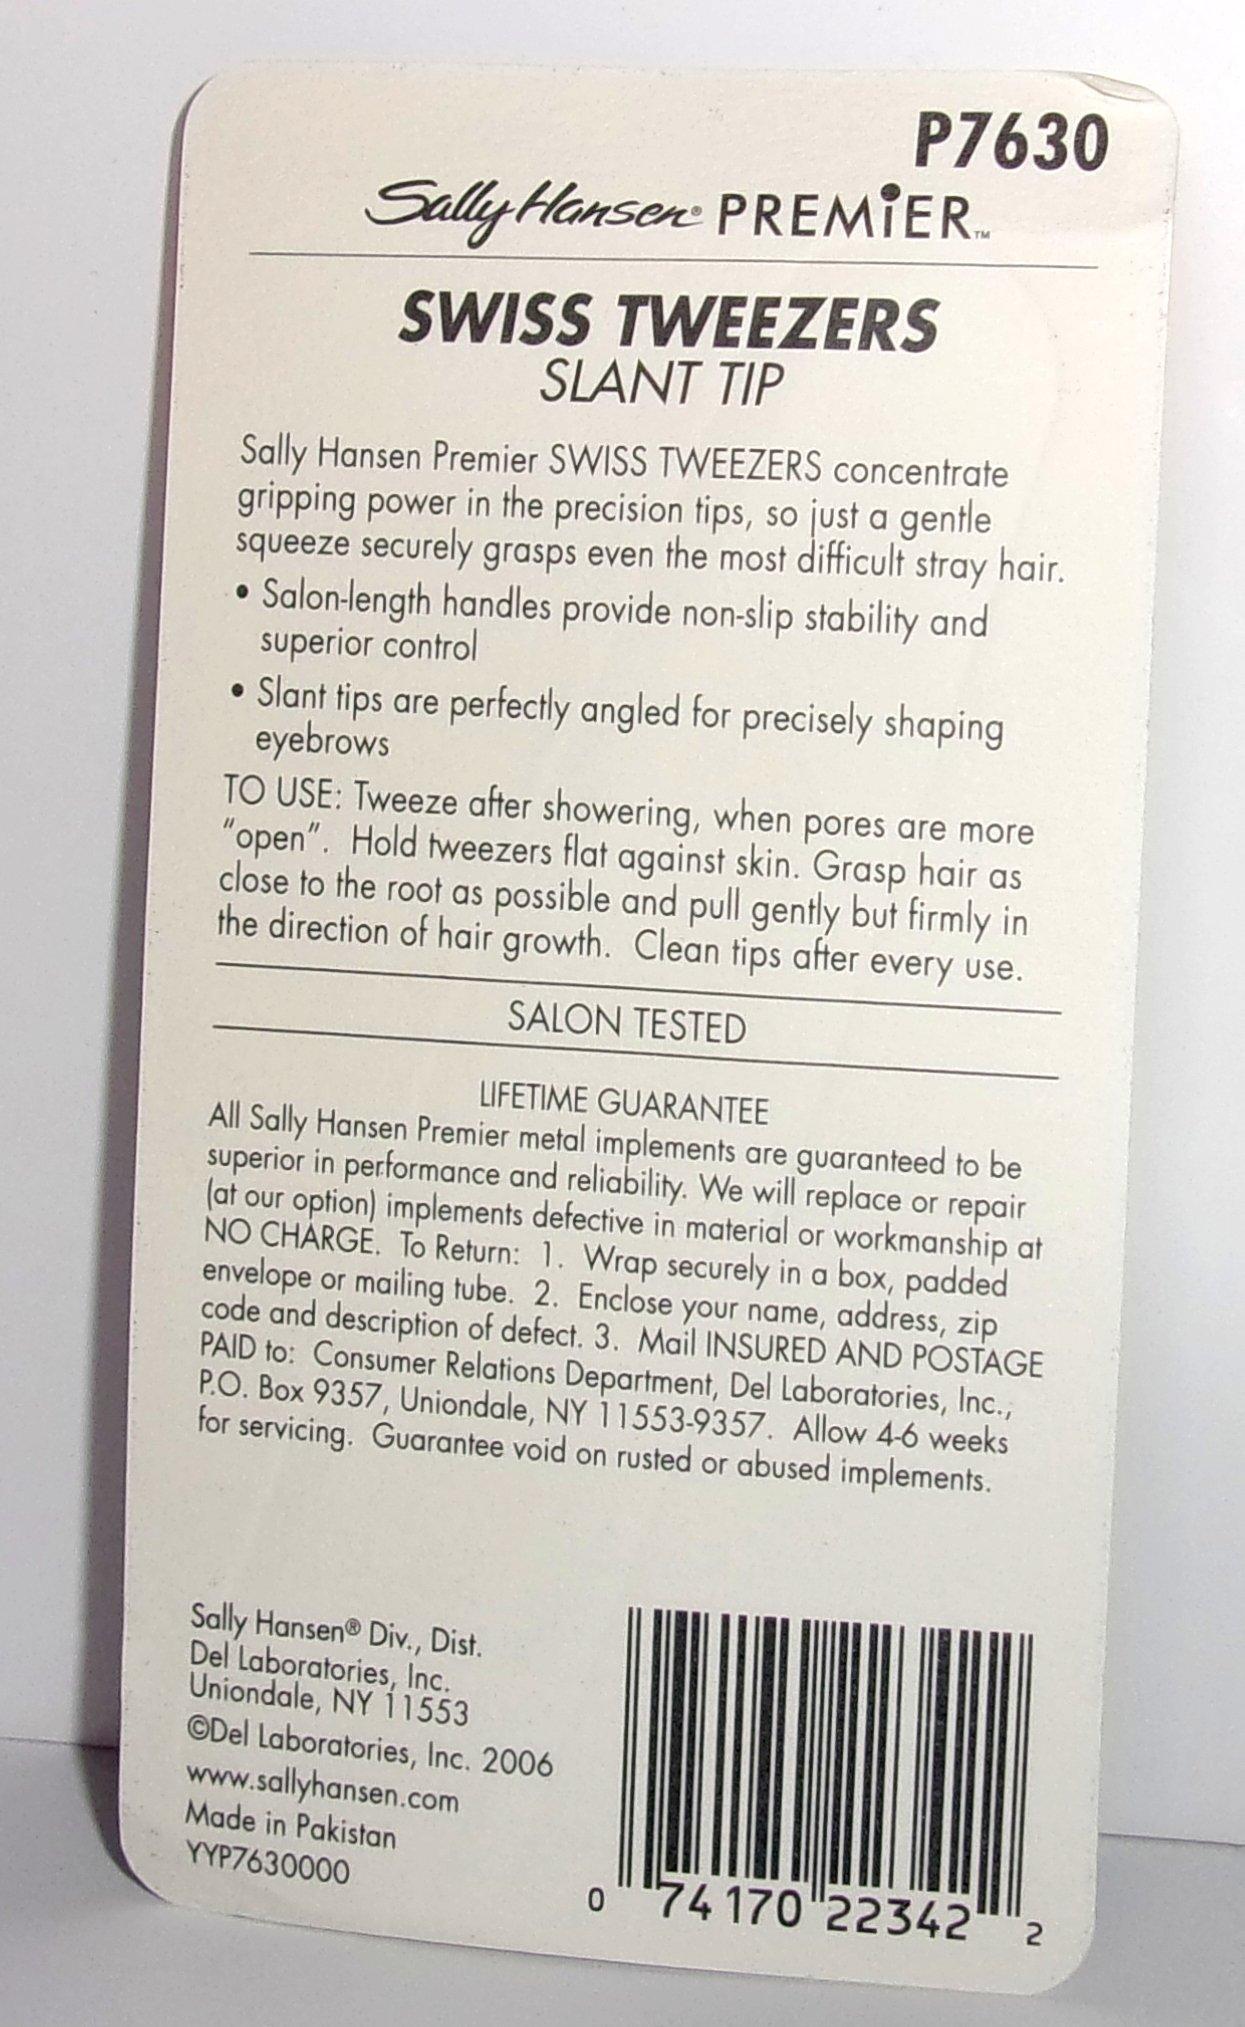 P7630
Sally Hansen® PREMiER™
SWISS TWEEZERS
SLANT TIP
Sally Hansen Premier SWISS TWEEZERS concentrate
gripping power in the precision tips, so just a gentle
squeeze securely grasps even the most difficult stray hair.
• Salon-length handles provide non-slip stability and
superior control
• Slant tips are perfectly angled for precisely shaping
eyebrows
TO USE: Tweeze after showering, when pores are more
"open". Hold tweezers flat against skin. Grasp hair as
close to the root as possible and pull gently but firmly in
the direction of hair growth. Clean tips after every use.
SALON TESTED
LIFETIME GUARANTEE
All Sally Hansen Premier metal implements are guaranteed to be
superior in performance and reliability. We will replace or repair
(at our option) implements defective in material or workmanship at
NO CHARGE. To Return: 1. Wrap securely in a box, padded
envelope or mailing tube. 2. Enclose your name, address, zip
code and description of defect. 3. Mail INSURED AND POSTAGE
PAID to: Consumer Relations Department, Del Laboratories, Inc.,
P.O. Box 9357, Uniondale, NY 11553-9357. Allow 4-6 weeks
for servicing. Guarantee void on rusted or abused implements.
Sally Hansen® Div., Dist.
Del Laboratories, Inc.
Uniondale, NY 11553
©Del Laboratories, Inc. 2006
www.sallyhansen.com
Made in Pakistan
YYP7630000
0 74170 22342 2